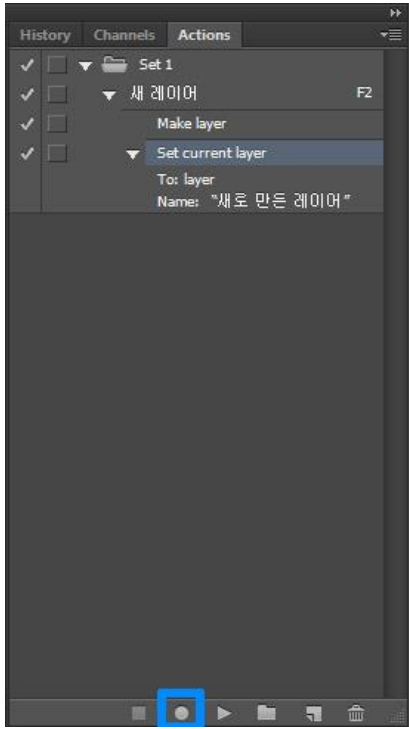 History Channels Actions
Set 1
새 레이어 F2
Make layer
Set current layer
To: layer
Name: "새로 만든 레이어"